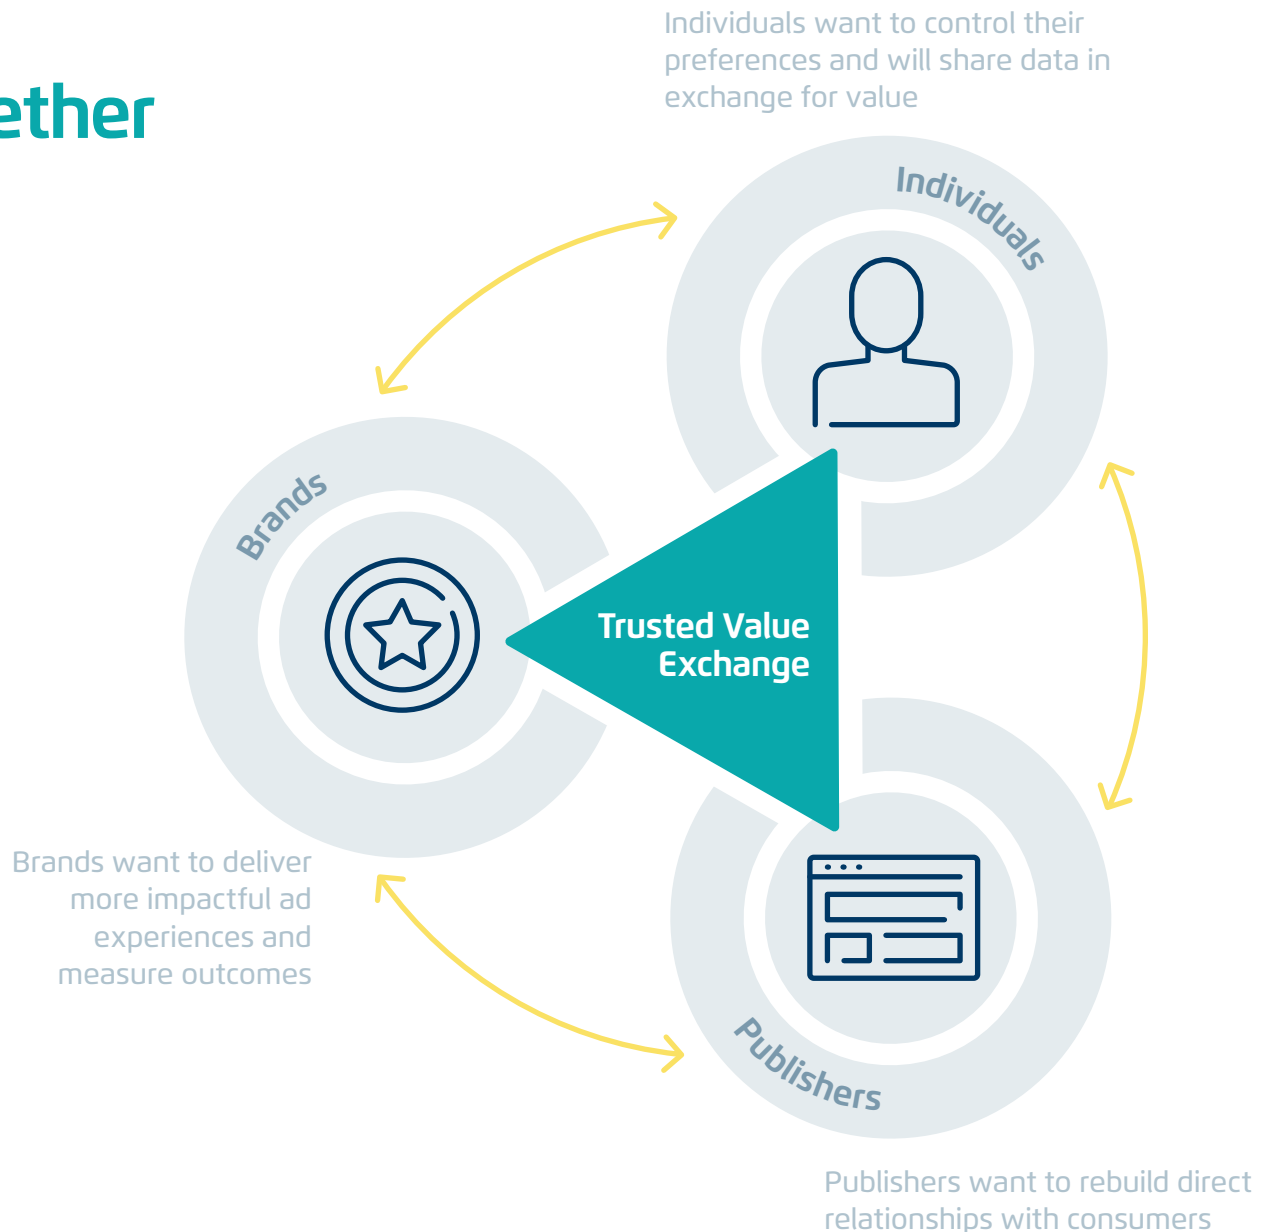 Individuals want to control their
preferences and will share data in
exchange for value
ether
Individuals
Brands
Trusted Value
Exchange
Brands want to deliver
more impactful ad
experiences and
measure outcomes
Publishers
Publishers want to rebuild direct
relationships with consumers